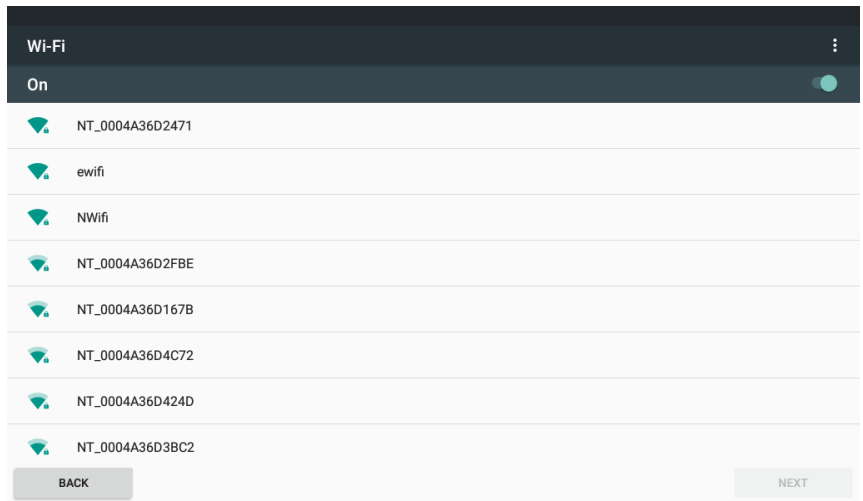 Wi-Fi
On
NT_0004A36D2471
ewifi
NWifi
NT_0004A36D2FBE
NT_0004A36D167B
NT_0004A36D4C72
NT_0004A36D424D
NT_0004A36D3BC2
BACK
NEXT